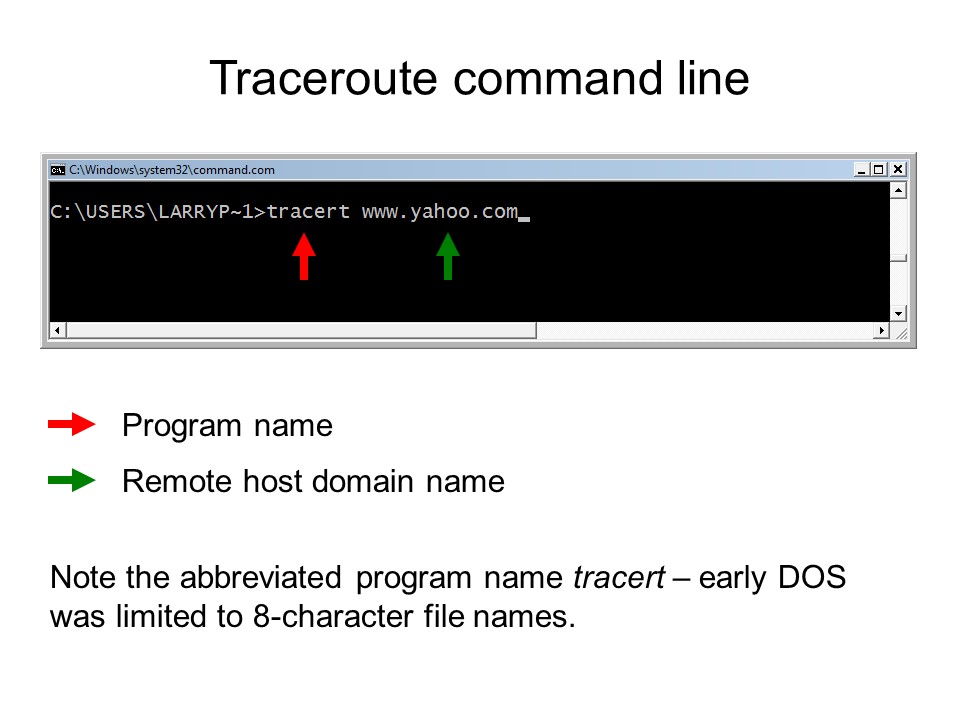 Traceroute command line
C:\Windows\system32\command.com
C:\USERS\LARRYP~1>tracert www.yahoo.com_
Program name
Remote host domain name
Note the abbreviated program name tracert – early DOS
was limited to 8-character file names.